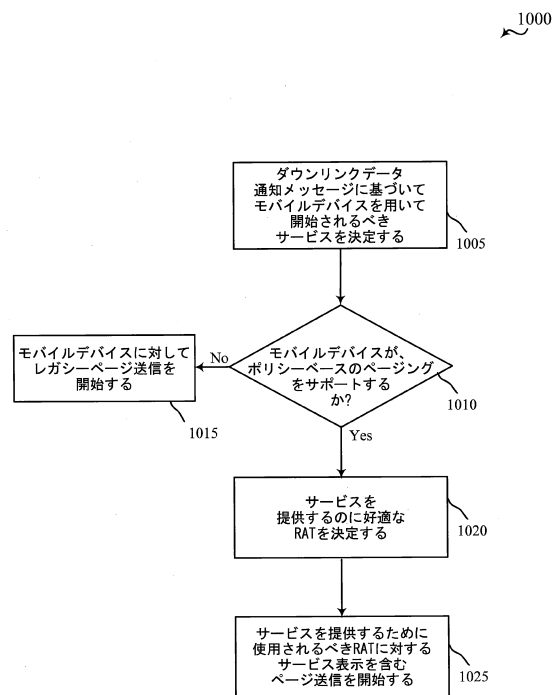 1000
ダウンリンクデータ
通知メッセージに基づいて
モバイルデバイスを用いて
開始されるべき
サービスを決定する
1005
モバイルデバイスが、
ポリシーベースのページング
をサポートする
か?
1010
No
モバイルデバイスに対して
レガシーページ送信を
開始する
1015
Yes
サービスを
提供するのに好適な
RATを決定する
1020
サービスを提供するために
使用されるべきRATに対する
サービス表示を含む
ページ送信を開始する
1025